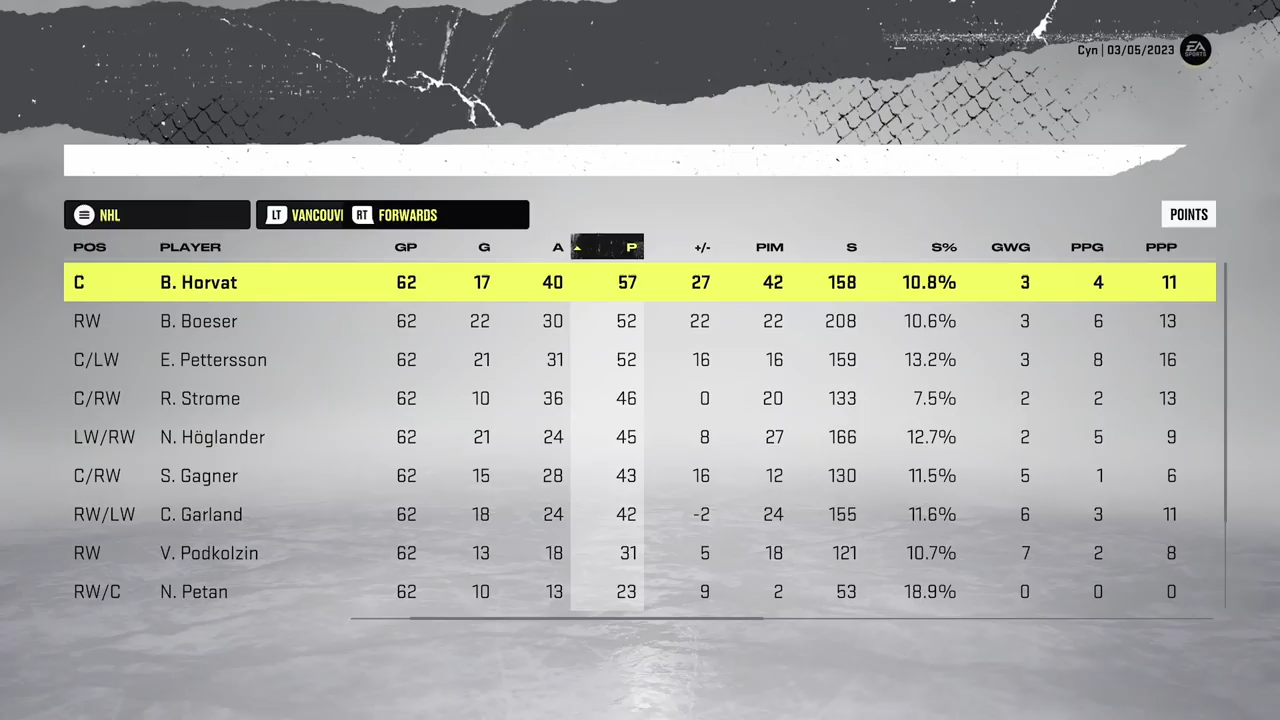 Cyn | 03/05/2023 EA SPORTS
NHL LT VANCOUVI RT FORWARDS POINTS
POS PLAYER GP G A P +/- PIM S S% GWG PPG PPP
C B. Horvat 62 17 40 57 27 42 158 10.8% 3 4 11
RW B. Boeser 62 22 30 52 22 22 208 10.6% 3 6 13
C/LW E. Pettersson 62 21 31 52 16 16 159 13.2% 3 8 16
C/RW R. Strome 62 10 36 46 0 20 133 7.5% 2 2 13
LW/RW N. Höglander 62 21 24 45 8 27 166 12.7% 2 5 9
C/RW S. Gagner 62 15 28 43 16 12 130 11.5% 5 1 6
RW/LW C. Garland 62 18 24 42 -2 24 155 11.6% 6 3 11
RW V. Podkolzin 62 13 18 31 5 18 121 10.7% 7 2 8
RW/C N. Petan 62 10 13 23 9 2 53 18.9% 0 0 0